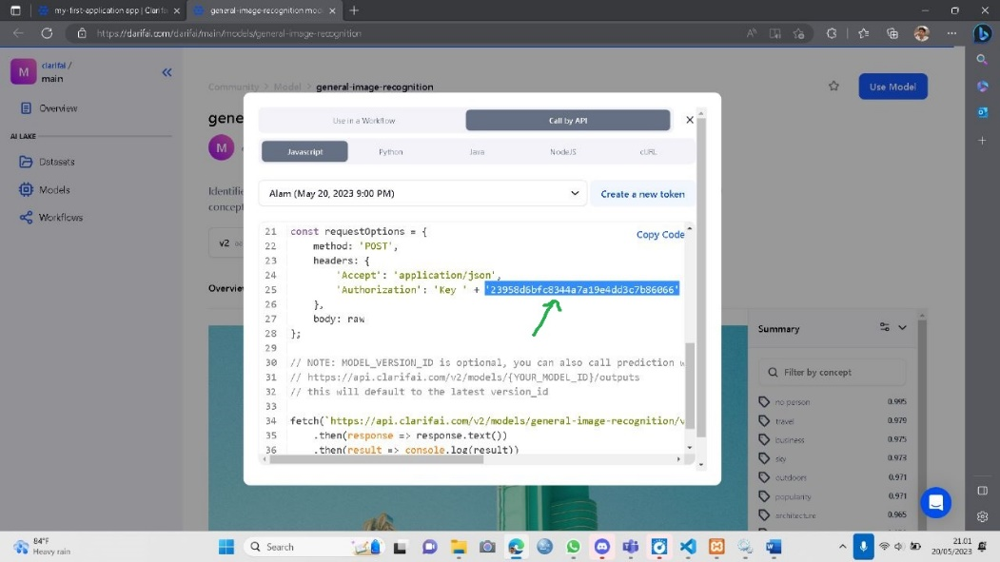 my-first-application app | Clarifai
general-image-recognition mod
https://clarifai.com/clarifai/main/models/general-image-recognition
M
clarifai /
main
Overview
AI LAKE
Datasets
Models
Workflows
Community > Model > general-image-recognition
Use Model
gene
M
Identifie
concept
v2
Overview
Use in a Workflow
Call by API
Javascript
Python
Java
NodeJS
cURL
Alam (May 20, 2023 9:00 PM)
Create a new token
Copy Code
21 const requestOptions = {
22 method: 'POST',
23 headers: {
24 'Accept': 'application/json',
25 'Authorization': 'Key ' + '23958d6bfc8344a7a19e4dd3c7b86066'
26 },
27 body: raw
28 };
29
30 // NOTE: MODEL_VERSION_ID is optional, you can also call prediction w
31 // https://api.clarifai.com/v2/models/{YOUR_MODEL_ID}/outputs
32 // this will default to the latest version_id
33
34 fetch(`https://api.clarifai.com/v2/models/general-image-recognition/v
35 .then(response => response.text())
36 .then(result => console.log(result))
Summary
Filter by concept
no person 0.995
travel 0.979
business 0.975
sky 0.973
outdoors 0.971
popularity 0.971
architecture 0.965
84°F
Heavy rain
Search
21.01
20/05/2023